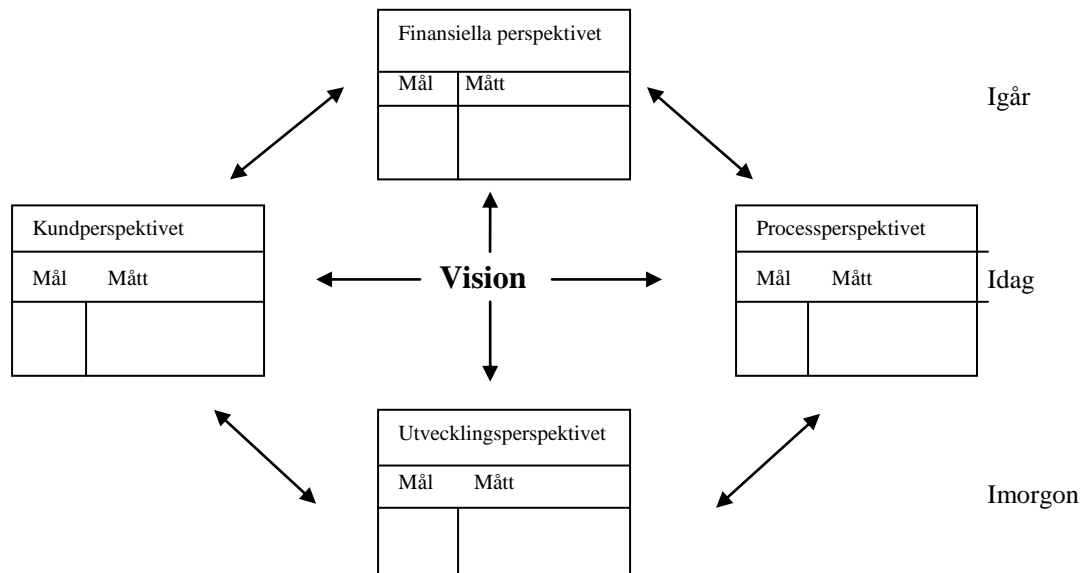 Finansiella perspektivet
Mål Mått
Igår
Kundperspektivet
Mål Mått
Vision
Processperspektivet
Mål Mått
Idag
Utvecklingsperspektivet
Mål Mått
Imorgon